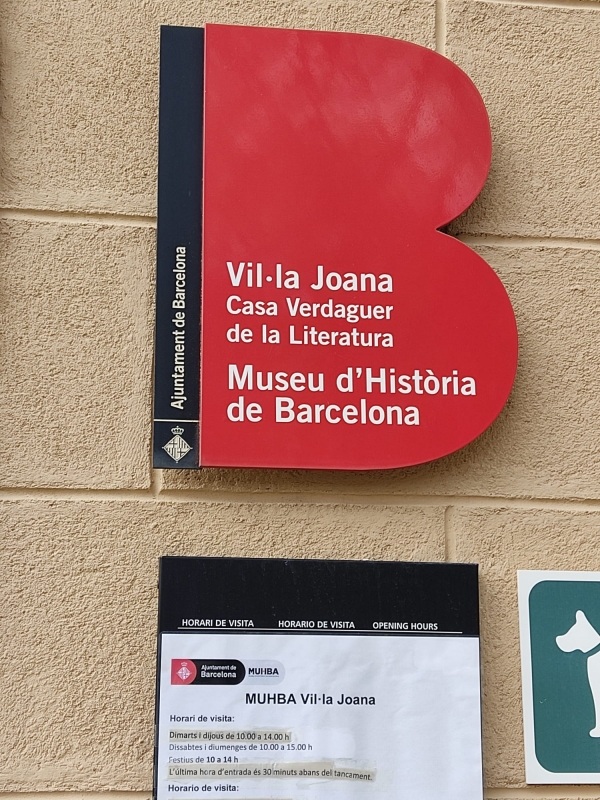 Ajuntament de Barcelona
Vil·la Joana
Casa Verdaguer
de la Literatura
Museu d'Història
de Barcelona
HORARI DE VISITA HORARIO DE VISITA OPENING HOURS
Ajuntament de
Barcelona
MUHBA
MUHBA Vil·la Joana
Horari de visita:
Dimarts i dijous de 10.00 a 14.00 h
Dissabtes i diumenges de 10.00 a 15.00 h
Festius de 10 a 14 h
L'última hora d'entrada és 30 minuts abans del tancament.
Horario de visita: